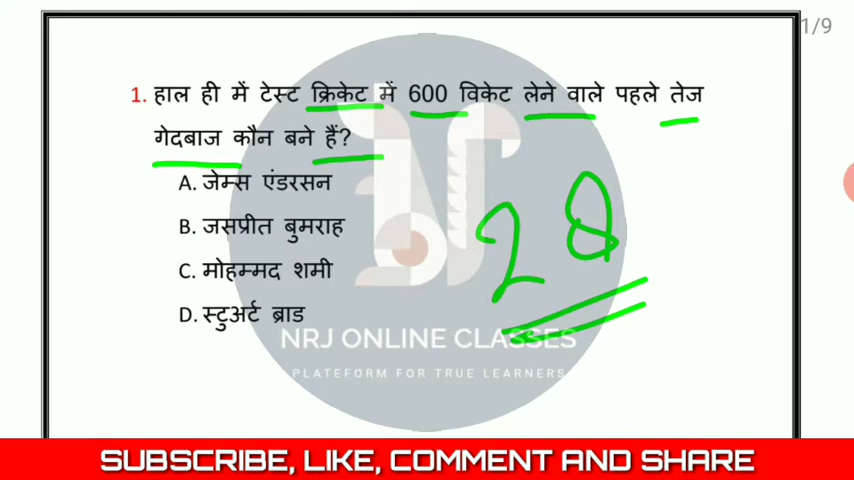 1/9
1. हाल ही में टेस्ट क्रिकेट में 600 विकेट लेने वाले पहले तेज
गेदबाज कौन बने हैं?
A. जेम्स एंडरसन
B. जसप्रीत बुमराह
C. मोहम्मद शमी
D. स्टुअर्ट ब्राड
28
NRJ ONLINE CLASSES
PLATEFORM FOR TRUE LEARNERS
SUBSCRIBE, LIKE, COMMENT AND SHARE